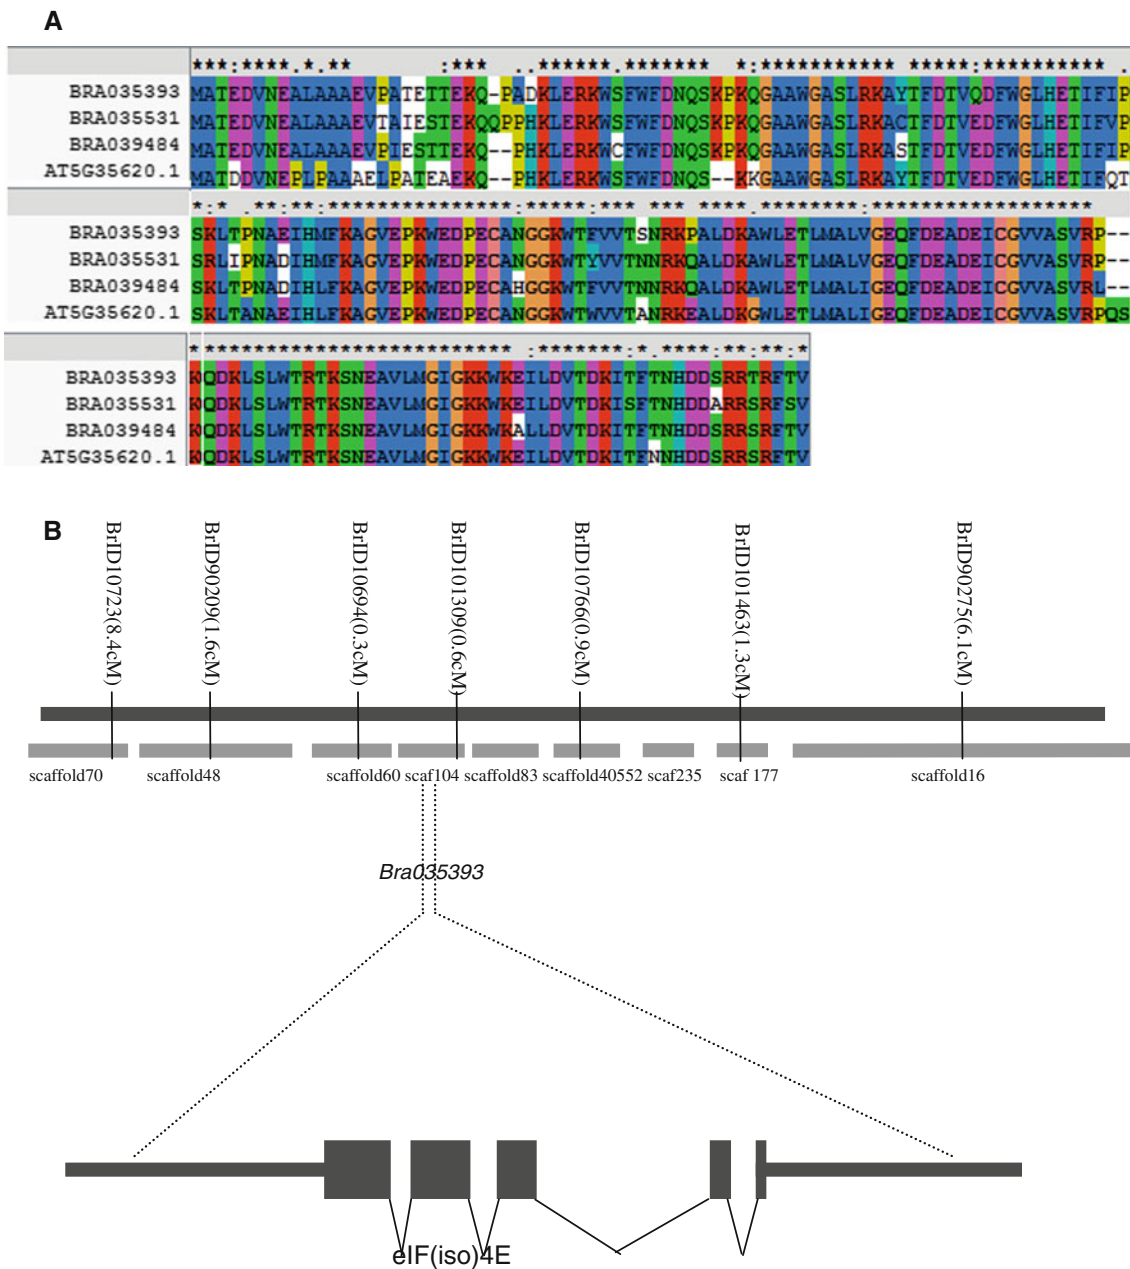 A
***:****.*.** :*** ..******.******* *:*********** *****:********** .
BRA035393 MATEDVNEALAAAEVPATETTEKQ-PADKLERKWSFWFDNQSKPKQGAAWGASLRKAYTFDTVQDFWGLHETIFIP
BRA035531 MATEDVNEALAAAEVTAIESTEKQQPPHKLERKWSFWFDNQSKPKQGAAWGASLRKACTFDTVEDFWGLHETIFVP
BRA039484 MATEDVNEALAAAEVPIESTTEKQ--PHKLERKWCFWFDNQSKPKQGAAWGASLRKASTFDTVEDFWGLHETIFIP
AT5G35620.1 MATDDVNEPLPAAAELPATEAEKQ--PHKLERKWSFWFDNQS--KKGAAWGASLRKAYTFDTVEDFWGLHETIFQT
*:* .**:**:***************:*****:*** *** ****.********:******************
BRA035393 SKLTPNAEIHMFKAGVEPKWEDPECANGGKWTFVVTSNRKPALDKAWLETLMALVGEQFDEADEICGVVASVRP--
BRA035531 SRLIPNADIHMFKAGVEPKWEDPECANGGKWTYVVTNNRKQALDKAWLETLMALVGEQFDEADEICGVVASVRP--
BRA039484 SKLTPNADIHLFKAGVEPKWEDPECAHGGKWTFVVTNNRKQALDKAWLETLMALIGEQFDEADEICGVVASVRL--
AT5G35620.1 SKLTANAEIHLFKAGVEPKWEDPECANGGKWTWVVTANRKEALDKGWLETLMALIGEQFDEADEICGVVASVRPQS
* ************************** :*******:*.****:**:**:*
BRA035393 KQDKLSLWTRTKSNEAVLMGIGKKWKEILDVTDKITFTNHDDSRRTRFTV
BRA035531 KQDKLSLWTRTKSNEAVLMGIGKKWKEILDVTDKISFTNHDDARRSRFSV
BRA039484 KQDKLSLWTRTKSNEAVLMGIGKKWKALLDVTDKITFTNHDDSRRSRFTV
AT5G35620.1 KQDKLSLWTRTKSNEAVLMGIGKKWKEILDVTDKITFNNHDDSRRSRFTV
B
BrID10723(8.4cM)
BrID90209(1.6cM)
BrID10694(0.3cM)
BrID101309(0.6cM)
BrID10766(0.9cM)
BrID101463(1.3cM)
BrID90275(6.1cM)
scaffold70 scaffold48 scaffold60 scaf104 scaffold83 scaffold40552 scaf235 scaf 177 scaffold16
Bra035393
eIF(iso)4E